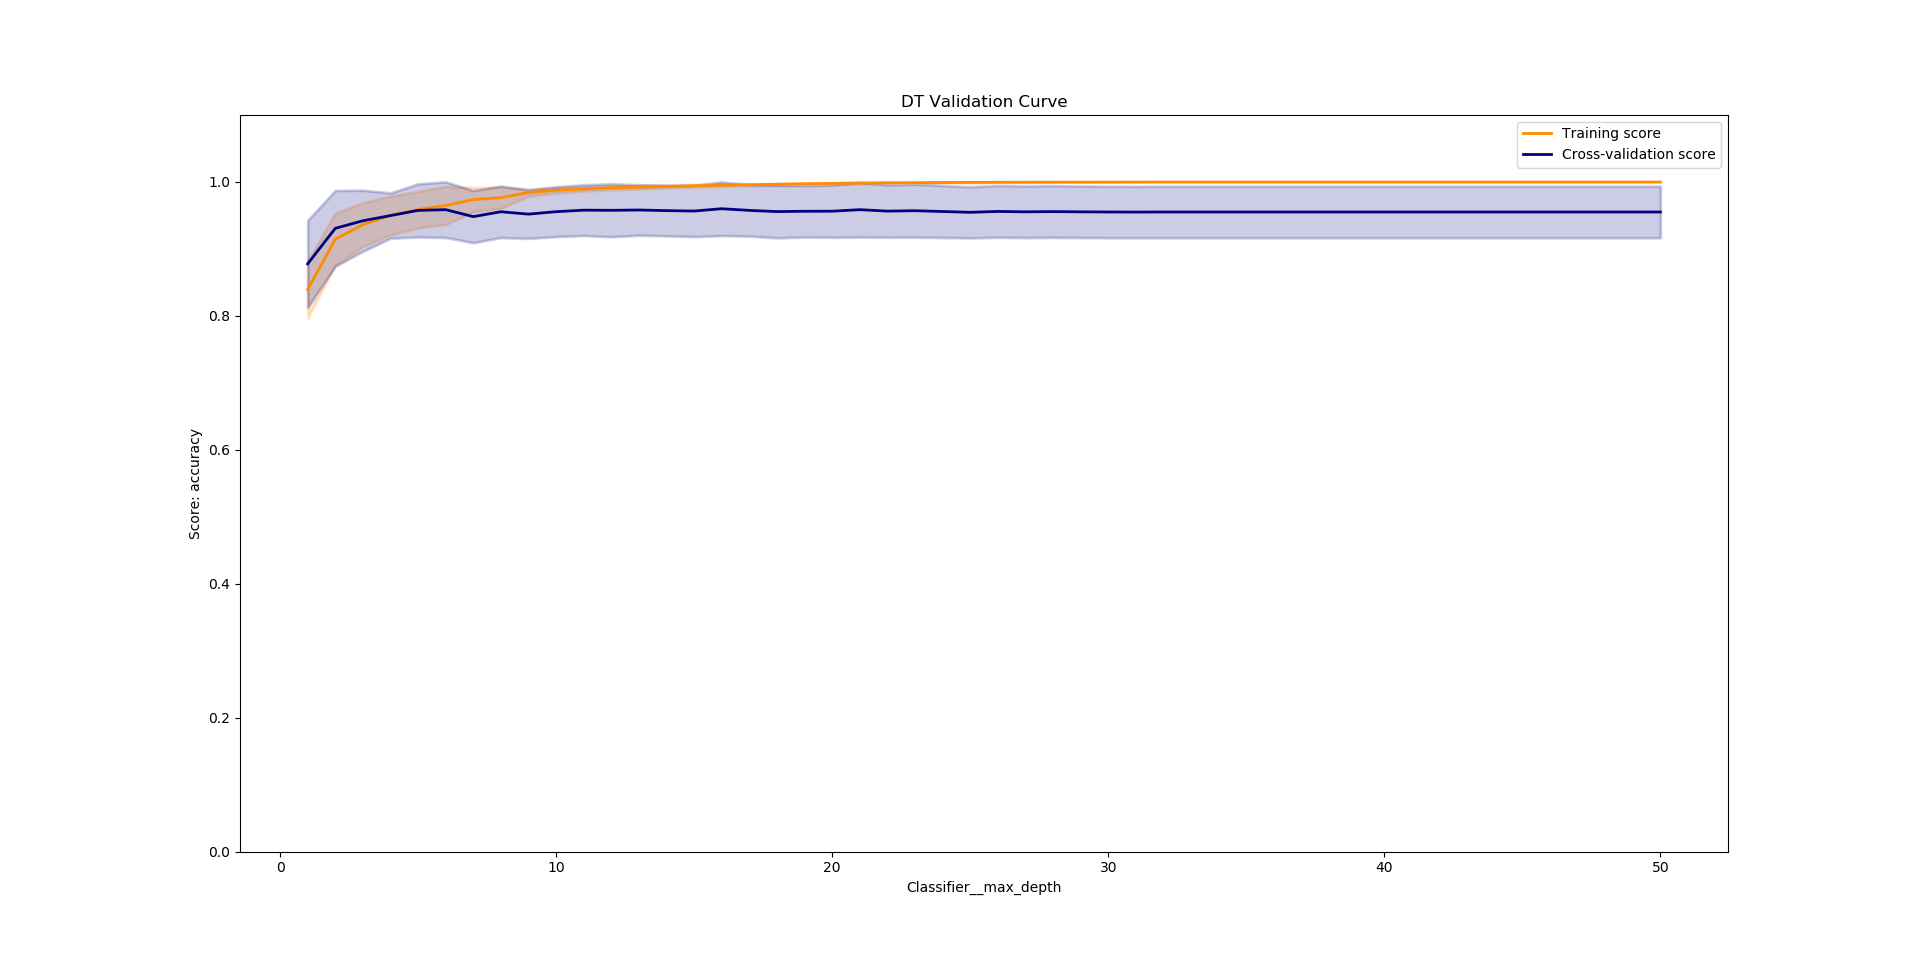 DT Validation Curve
Training score
Cross-validation score
1.0
0.8
0.6
0.4
0.2
0.0
Score: accuracy
0 10 20 30 40 50
Classifier__max_depth